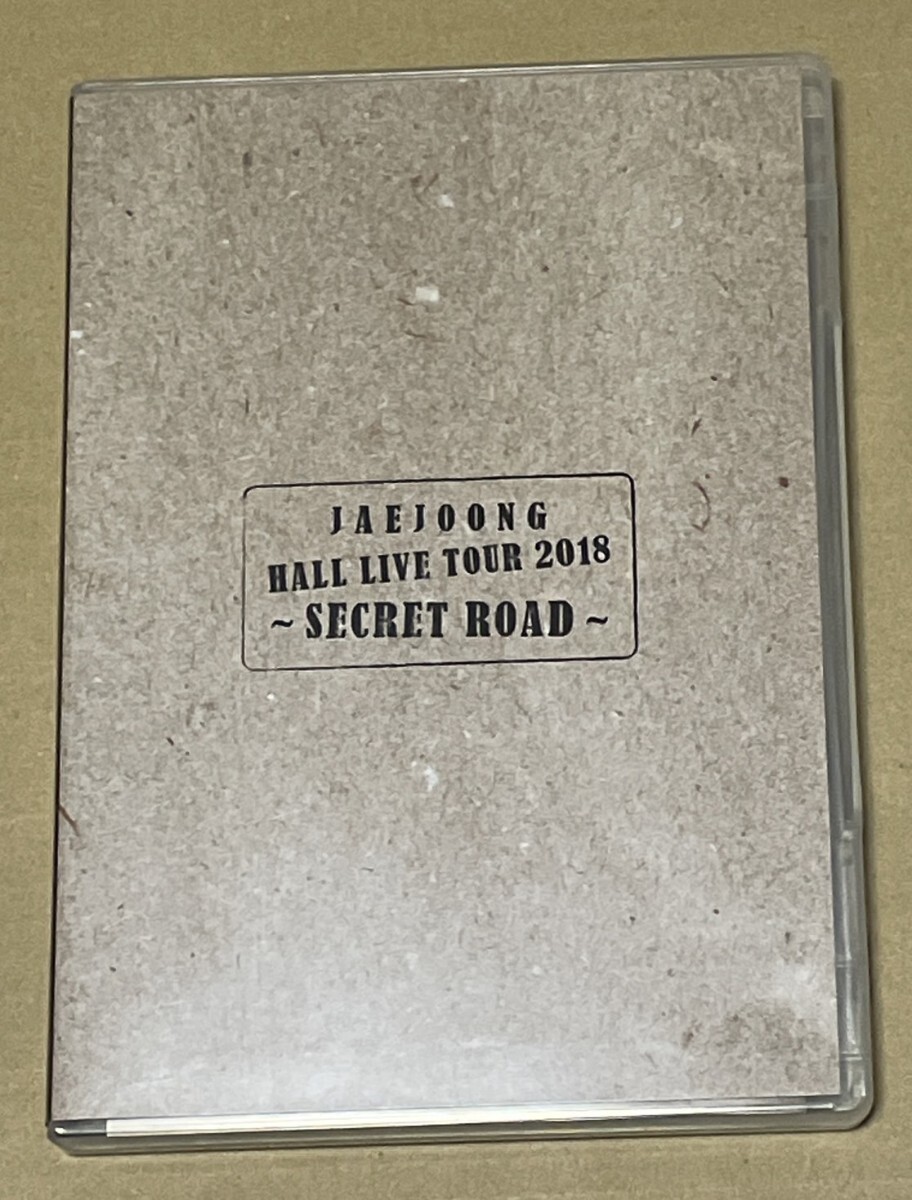 JAEJOONG
HALL LIVE TOUR 2018
~ SECRET ROAD ~